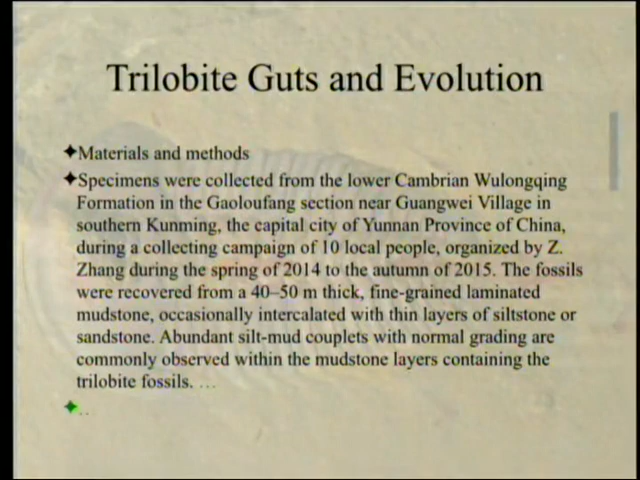 Trilobite Guts and Evolution
✦Materials and methods
✦Specimens were collected from the lower Cambrian Wulongqing
Formation in the Gaoloufang section near Guangwei Village in
southern Kunming, the capital city of Yunnan Province of China,
during a collecting campaign of 10 local people, organized by Z.
Zhang during the spring of 2014 to the autumn of 2015. The fossils
were recovered from a 40–50 m thick, fine-grained laminated
mudstone, occasionally intercalated with thin layers of siltstone or
sandstone. Abundant silt-mud couplets with normal grading are
commonly observed within the mudstone layers containing the
trilobite fossils. …
✦..